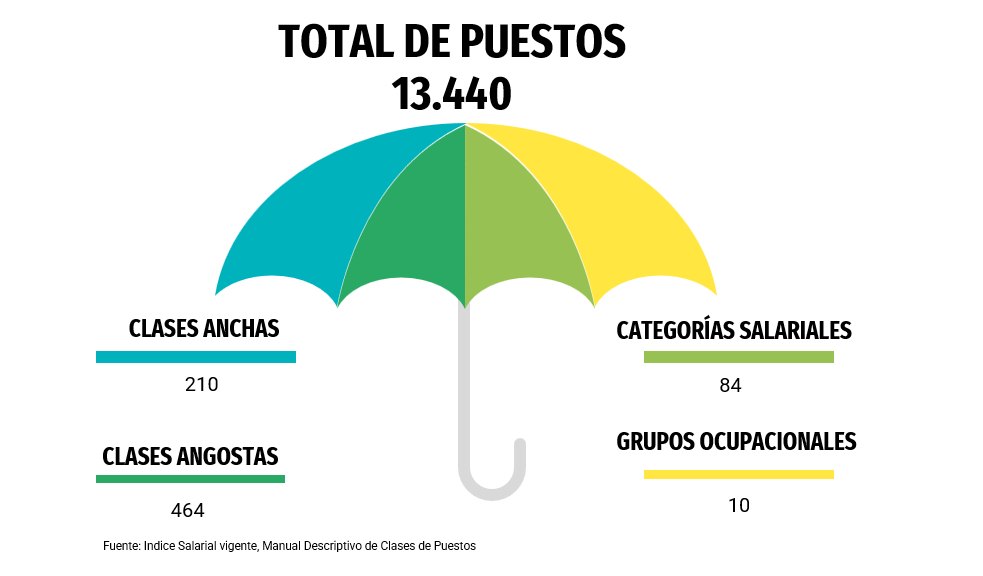 TOTAL DE PUESTOS
13.440
CLASES ANCHAS
210
CLASES ANGOSTAS
464
CATEGORÍAS SALARIALES
84
GRUPOS OCUPACIONALES
10
Fuente: Indice Salarial vigente, Manual Descriptivo de Clases de Puestos